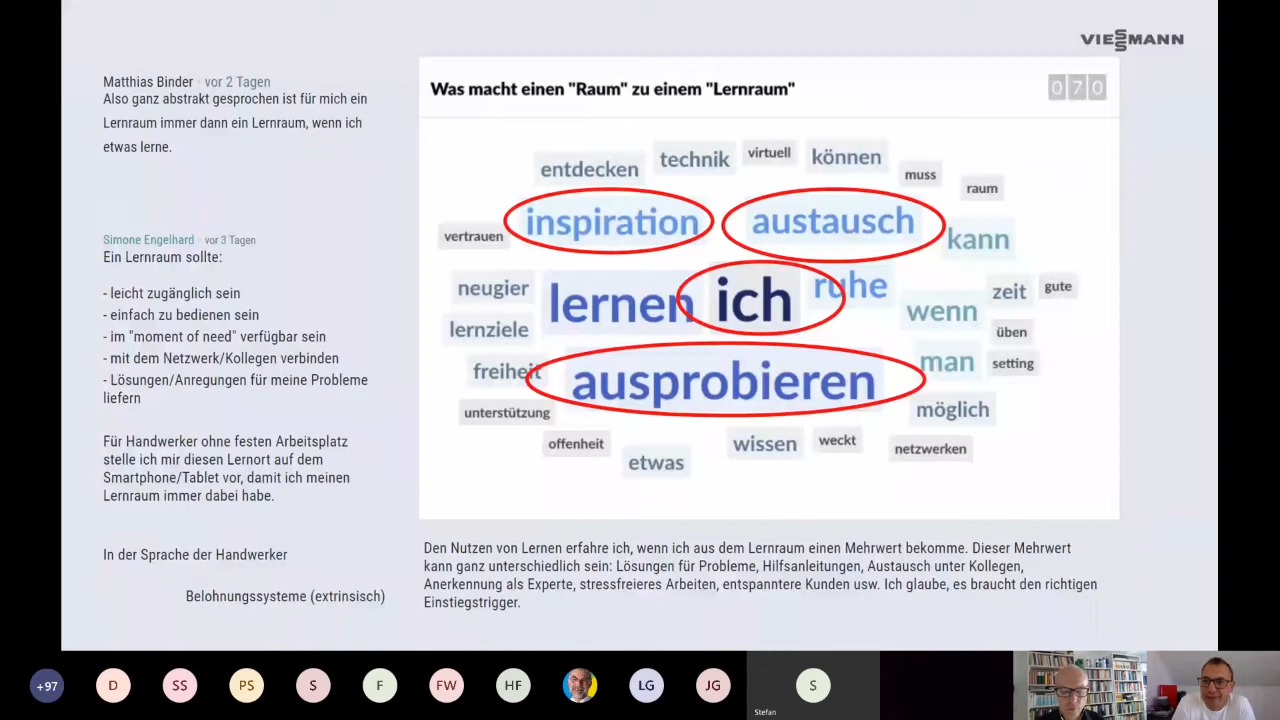 VIESSMANN
Matthias Binder · vor 2 Tagen
Also ganz abstrakt gesprochen ist für mich ein
Lernraum immer dann ein Lernraum, wenn ich
etwas lerne.
Simone Engelhard · vor 3 Tagen
Ein Lernraum sollte:
- leicht zugänglich sein
- einfach zu bedienen sein
- im "moment of need" verfügbar sein
- mit dem Netzwerk/Kollegen verbinden
- Lösungen/Anregungen für meine Probleme
liefern
Für Handwerker ohne festen Arbeitsplatz
stelle ich mir diesen Lernort auf dem
Smartphone/Tablet vor, damit ich meinen
Lernraum immer dabei habe.
In der Sprache der Handwerker
Belohnungssysteme (extrinsisch)
Was macht einen "Raum" zu einem "Lernraum"
070
entdecken technik virtuell können
muss
raum
inspiration austausch
vertrauen kann
neugier lernen ich ruhe zeit gute
wenn
lernziele üben
freiheit man setting
ausprobieren
unterstützung möglich
offenheit wissen weckt netzwerken
etwas
Den Nutzen von Lernen erfahre ich, wenn ich aus dem Lernraum einen Mehrwert bekomme. Dieser Mehrwert
kann ganz unterschiedlich sein: Lösungen für Probleme, Hilfsanleitungen, Austausch unter Kollegen,
Anerkennung als Experte, stressfreieres Arbeiten, entspanntere Kunden usw. Ich glaube, es braucht den richtigen
Einstiegstrigger.
+97 D SS PS S F FW HF LG JG S
Stefan